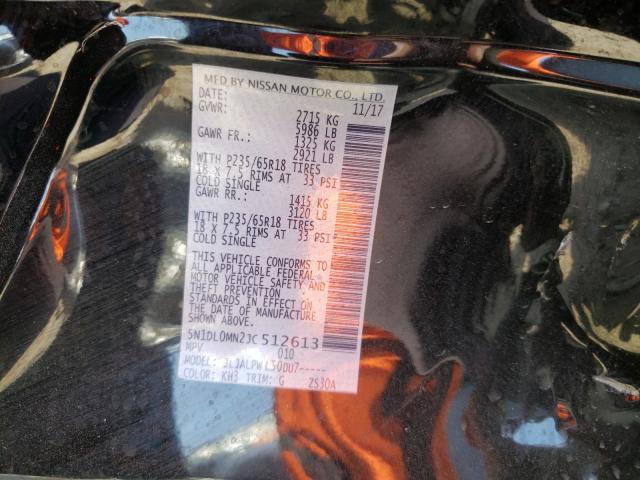 MFD BY NISSAN MOTOR CO., LTD.
DATE: 11/17
GVWR: 2715 KG
5986 LB
GAWR FR.: 1325 KG
2921 LB
WITH P235/65R18 TIRES
18 X 7.5 RIMS AT 33 PSI
COLD SINGLE
GAWR RR.: 1415 KG
3120 LB
WITH P235/65R18 TIRES
18 X 7.5 RIMS AT 33 PSI
COLD SINGLE
THIS VEHICLE CONFORMS TO
ALL APPLICABLE FEDERAL
MOTOR VEHICLE SAFETY AND
THEFT PREVENTION
STANDARDS IN EFFECT ON
THE DATE OF MANUFACTURE
SHOWN ABOVE.
5N1DL0MN2JC512613
MPV 010
MODEL: JLJALPWL50DU7-----
COLOR: KH3 TRIM: G ZS30A